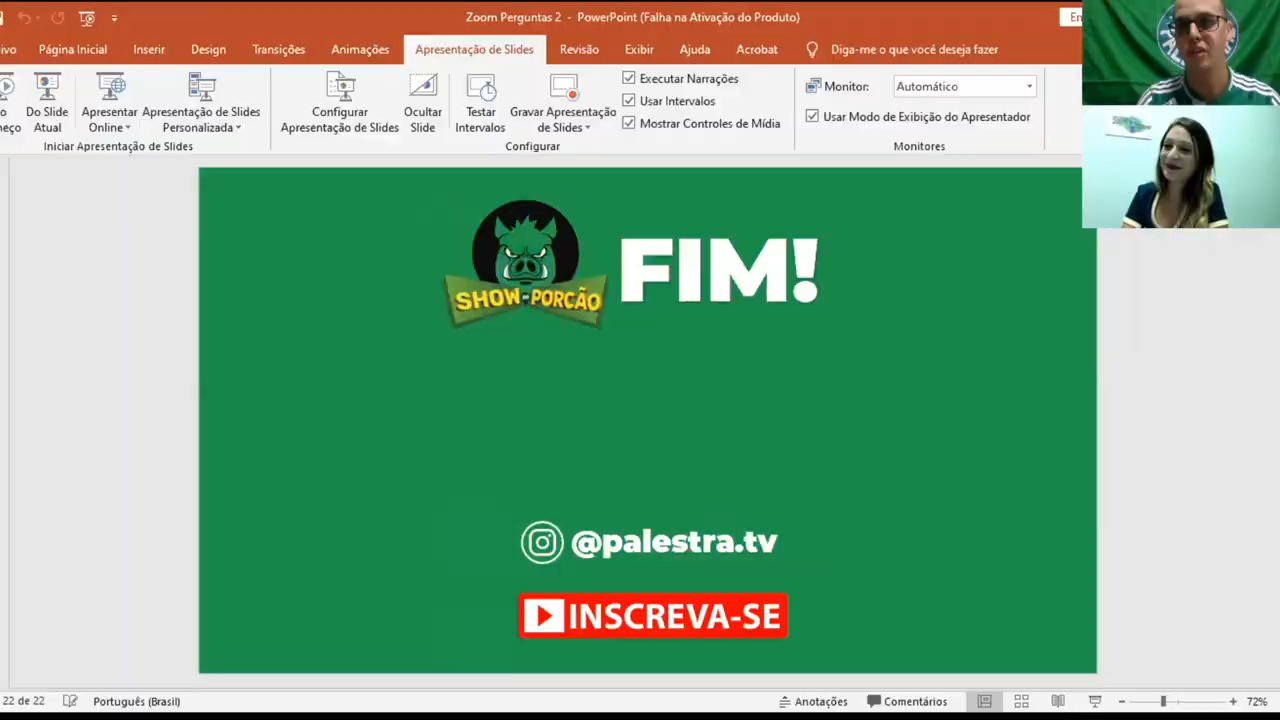 Zoom Perguntas 2 - PowerPoint (Falha na Ativação do Produto)
Página Inicial
Inserir
Design
Transições
Animações
Apresentação de Slides
Revisão
Exibir
Ajuda
Acrobat
Diga-me o que você deseja fazer
Do Slide
Atual
Apresentar
Online
Apresentação de Slides
Personalizada
Iniciar Apresentação de Slides
Configurar
Apresentação de Slides
Ocultar
Slide
Testar
Intervalos
Gravar Apresentação
de Slides
Executar Narrações
Usar Intervalos
Mostrar Controles de Mídia
Configurar
Monitor:
Automático
Usar Modo de Exibição do Apresentador
Monitores
SHOW DO PORCÃO
FIM!
@palestra.tv
INSCREVA-SE
22 de 22
Português (Brasil)
Anotações
Comentários
72%